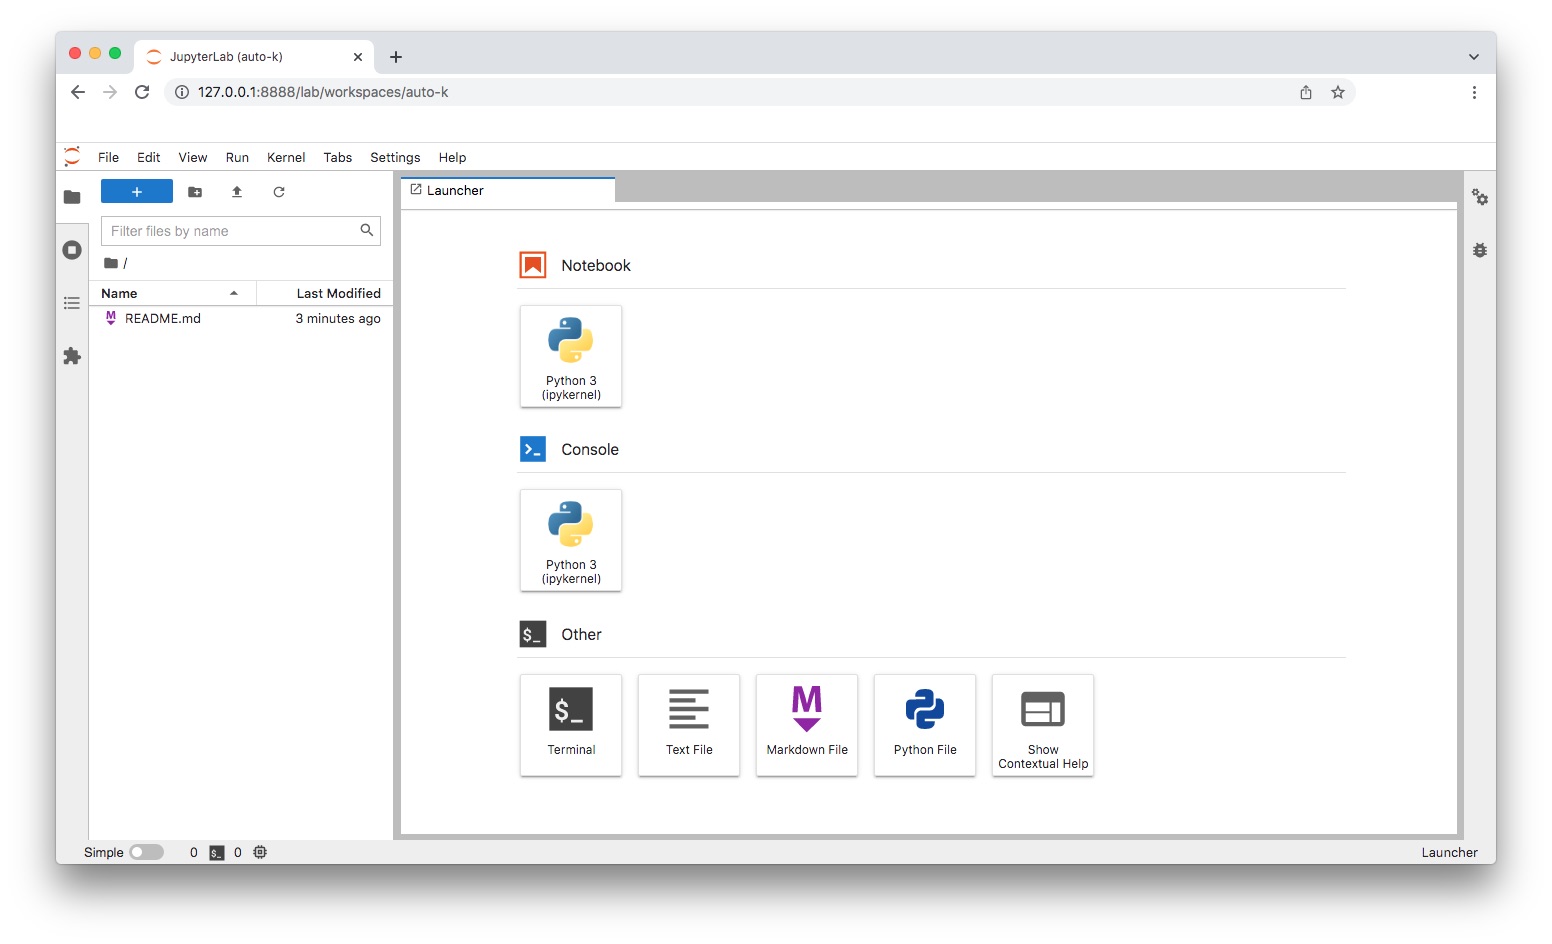 JupyterLab (auto-k)
127.0.0.1:8888/lab/workspaces/auto-k
File Edit View Run Kernel Tabs Settings Help
Launcher
Filter files by name
/
Name Last Modified
README.md 3 minutes ago
Notebook
Python 3
(ipykernel)
Console
Python 3
(ipykernel)
$_ Other
$_
Terminal
Text File
M
Markdown File
Python File
Show
Contextual Help
Simple 0 $_ 0 Launcher